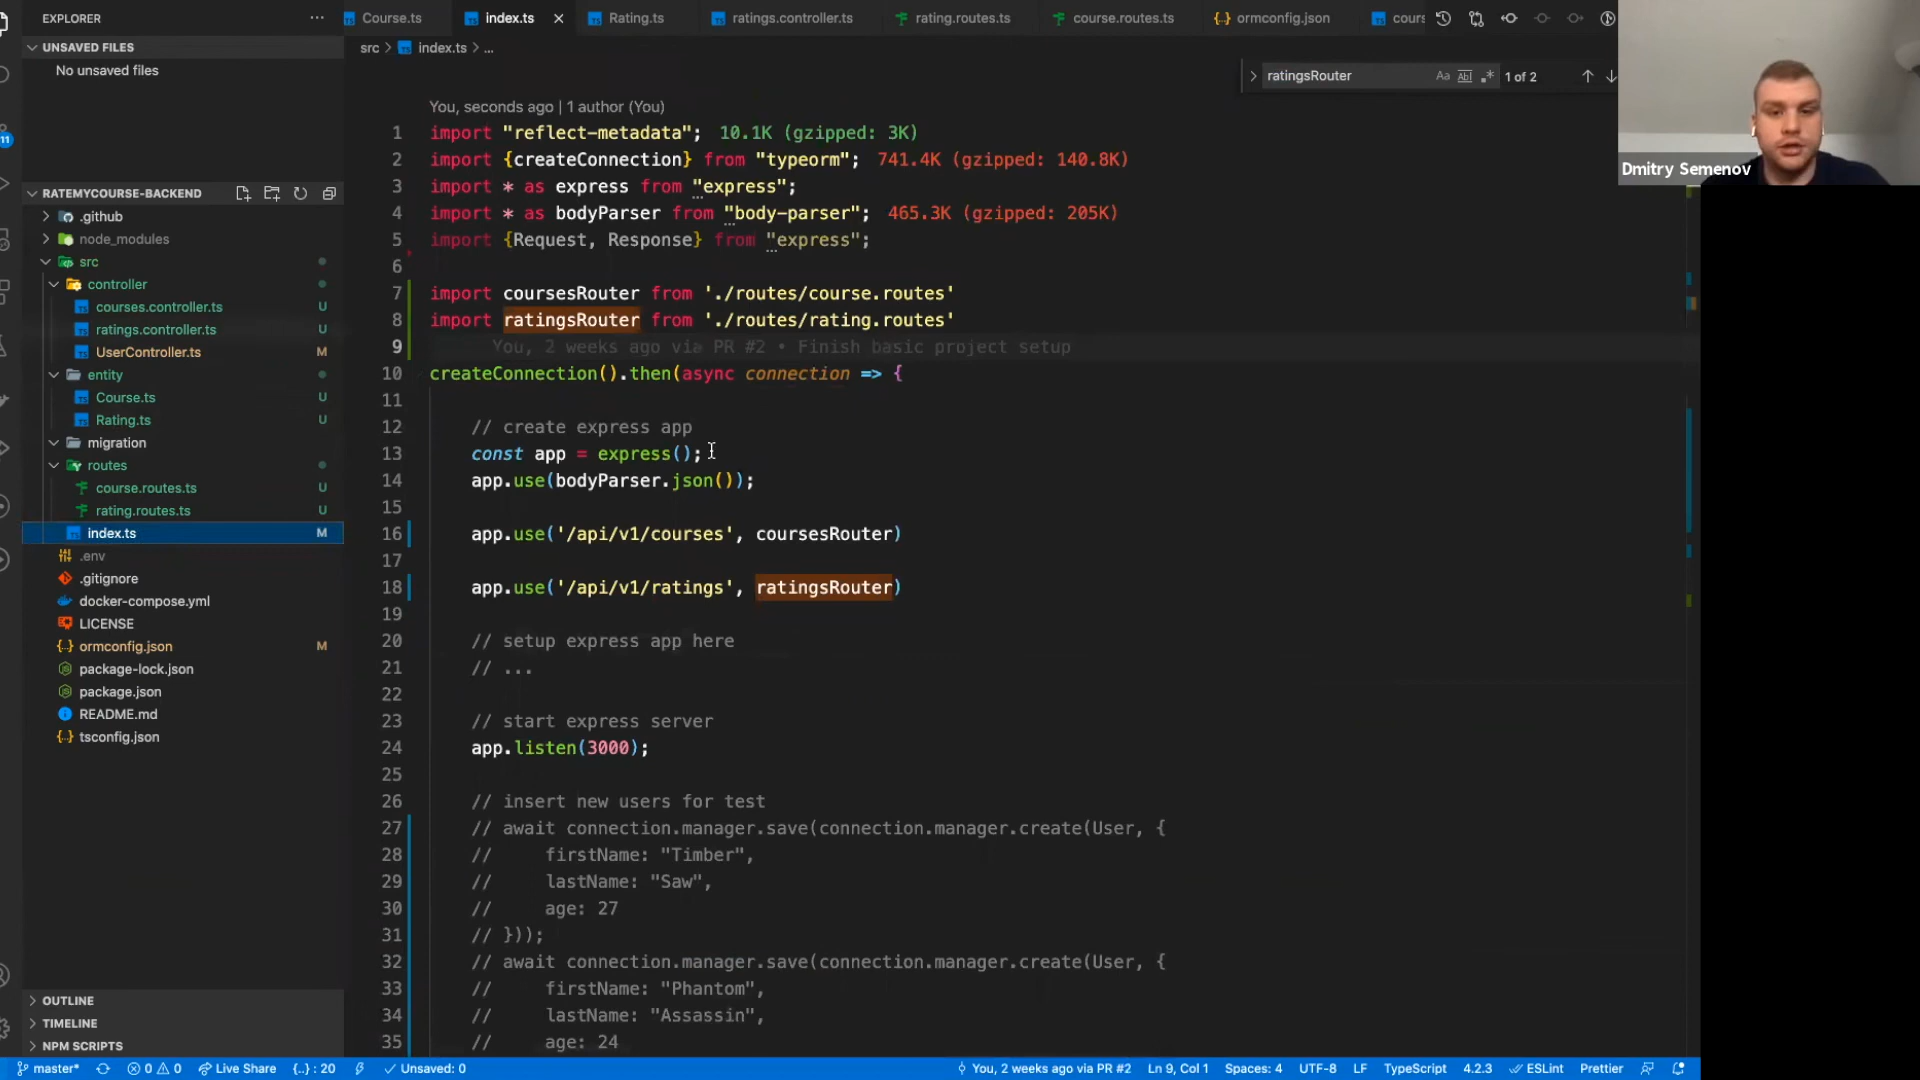 EXPLORER
UNSAVED FILES
No unsaved files
11
RATEMYCOURSE-BACKEND
.github
node_modules
src
controller
courses.controller.ts U
ratings.controller.ts U
UserController.ts M
entity
Course.ts U
Rating.ts U
migration
routes
course.routes.ts U
rating.routes.ts U
index.ts M
.env
.gitignore
docker-compose.yml
LICENSE
ormconfig.json M
package-lock.json
package.json
README.md
tsconfig.json
OUTLINE
TIMELINE
NPM SCRIPTS
Course.ts index.ts Rating.ts ratings.controller.ts rating.routes.ts course.routes.ts ormconfig.json cours
src > index.ts > ...
ratingsRouter Aa Abl .* 1 of 2
Dmitry Semenov
You, seconds ago | 1 author (You)
1 import "reflect-metadata"; 10.1K (gzipped: 3K)
2 import {createConnection} from "typeorm"; 741.4K (gzipped: 140.8K)
3 import * as express from "express";
4 import * as bodyParser from "body-parser"; 465.3K (gzipped: 205K)
5 import {Request, Response} from "express";
6
7 import coursesRouter from './routes/course.routes'
8 import ratingsRouter from './routes/rating.routes'
9 You, 2 weeks ago via PR #2 • Finish basic project setup
10 createConnection().then(async connection => {
11
12 // create express app
13 const app = express();
14 app.use(bodyParser.json());
15
16 app.use('/api/v1/courses', coursesRouter)
17
18 app.use('/api/v1/ratings', ratingsRouter)
19
20 // setup express app here
21 // ...
22
23 // start express server
24 app.listen(3000);
25
26 // insert new users for test
27 // await connection.manager.save(connection.manager.create(User, {
28 // firstName: "Timber",
29 // lastName: "Saw",
30 // age: 27
31 // }));
32 // await connection.manager.save(connection.manager.create(User, {
33 // firstName: "Phantom",
34 // lastName: "Assassin",
35 // age: 24
master* 0 0 Live Share {..} : 20 Unsaved: 0 You, 2 weeks ago via PR #2 Ln 9, Col 1 Spaces: 4 UTF-8 LF TypeScript 4.2.3 ESLint Prettier